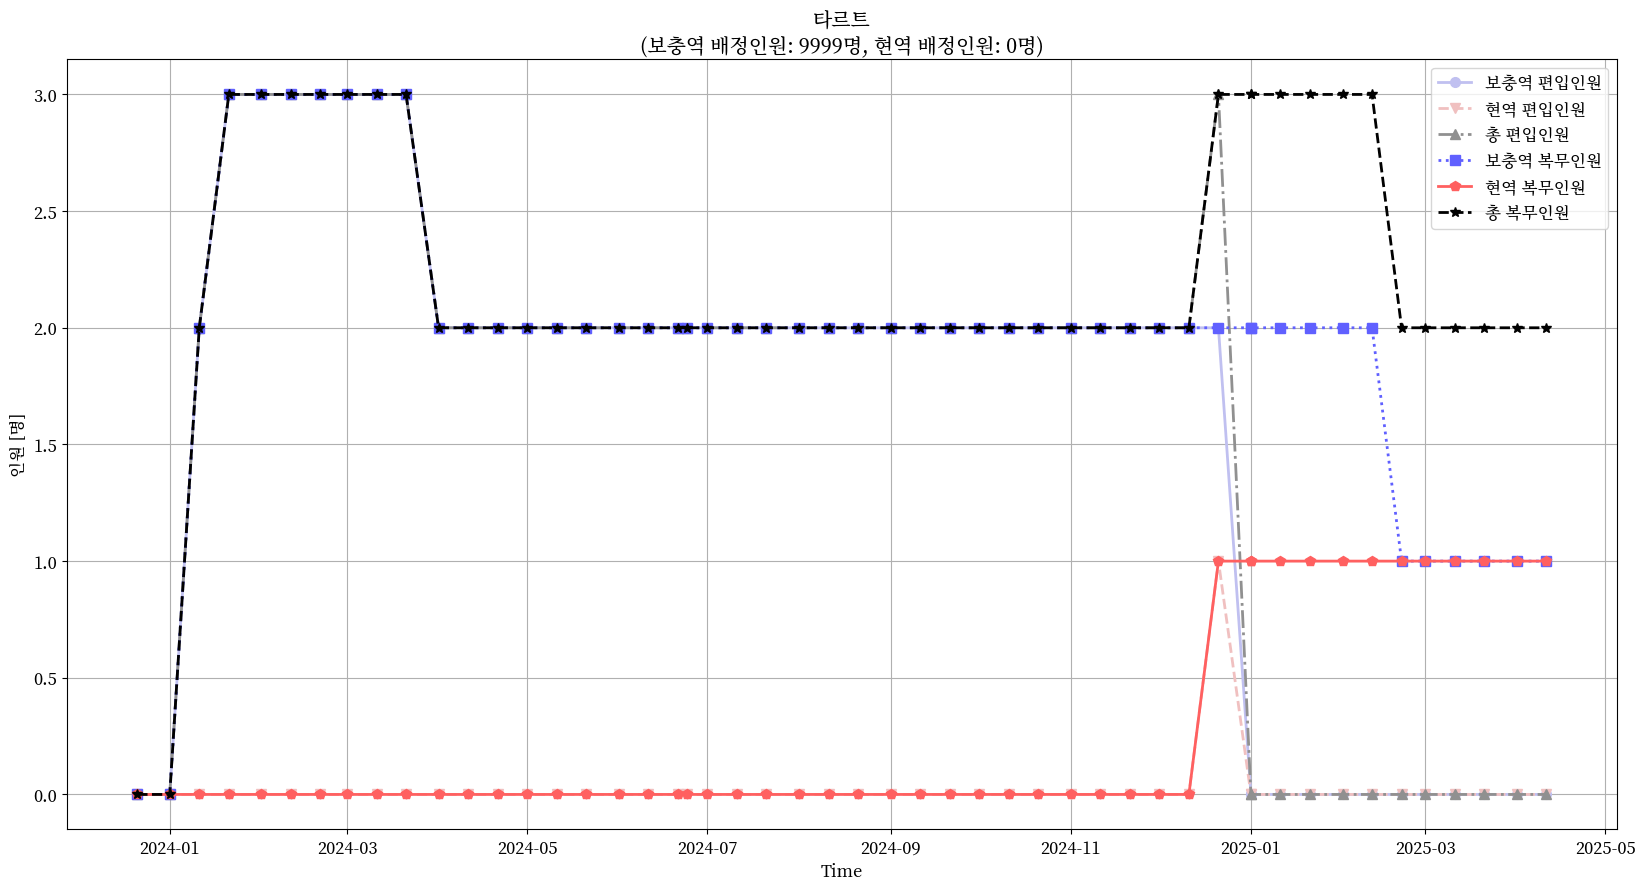 타르트
(보충역 배정인원: 9999명, 현역 배정인원: 0명)
보충역 편입인원
현역 편입인원
총 편입인원
보충역 복무인원
현역 복무인원
총 복무인원
인원 [명]
3.0
2.5
2.0
1.5
1.0
0.5
0.0
2024-01
2024-03
2024-05
2024-07
2024-09
2024-11
2025-01
2025-03
2025-05
Time